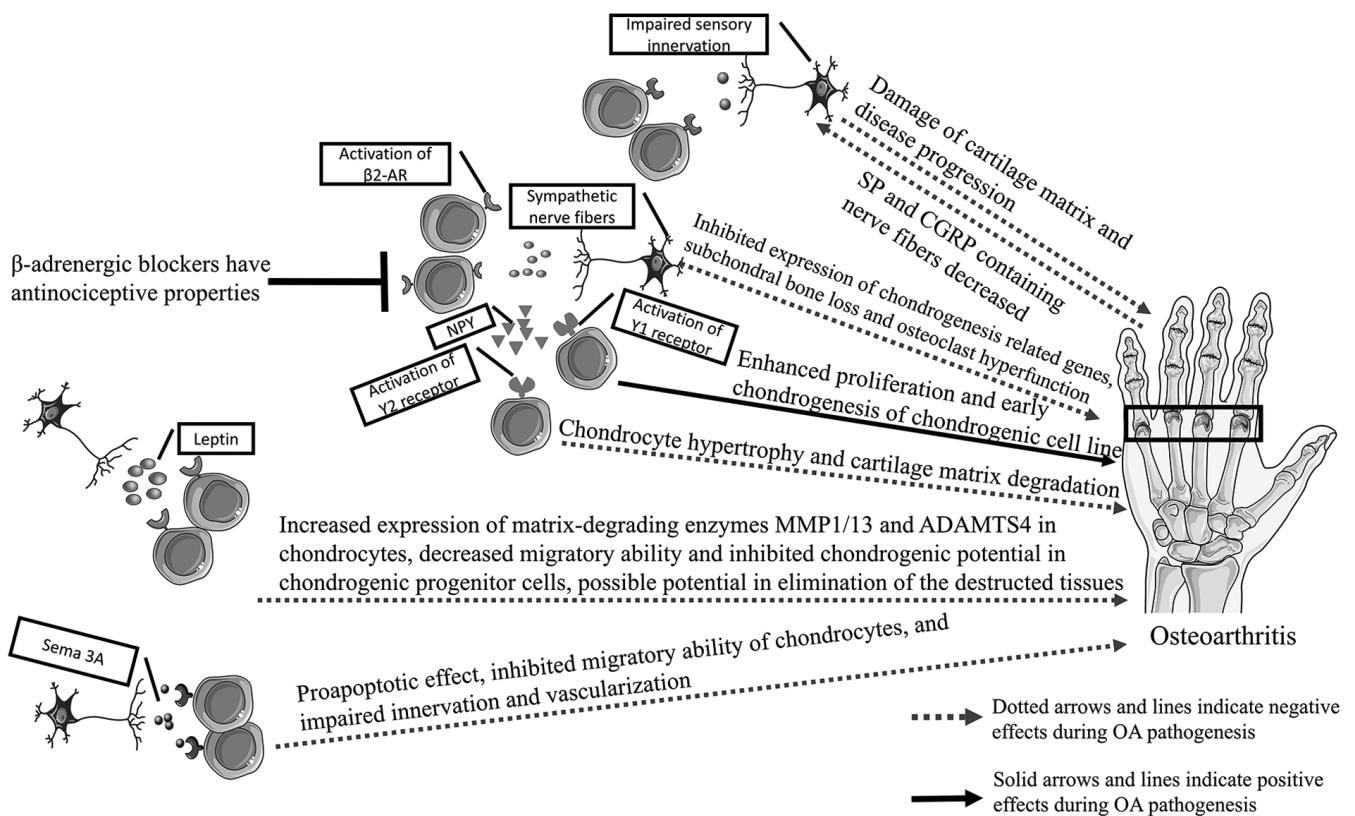 Impaired sensory
innervation
Damage of cartilage matrix and
disease progression
SP and CGRP containing
nerve fibers decreased
Activation of
β2-AR
Sympathetic
nerve fibers
Inhibited expression of chondrogenesis related genes,
subchondral bone loss and osteoclast hyperfunction
β-adrenergic blockers have
antinociceptive properties
NPY
Activation of
Y1 receptor
Activation of
Y2 receptor
Enhanced proliferation and early
chondrogenesis of chondrogenic cell line
Chondrocyte hypertrophy and cartilage matrix degradation
Leptin
Increased expression of matrix-degrading enzymes MMP1/13 and ADAMTS4 in
chondrocytes, decreased migratory ability and inhibited chondrogenic potential in
chondrogenic progenitor cells, possible potential in elimination of the destructed tissues
Osteoarthritis
Sema 3A
Proapoptotic effect, inhibited migratory ability of chondrocytes, and
impaired innervation and vascularization
Dotted arrows and lines indicate negative
effects during OA pathogenesis
Solid arrows and lines indicate positive
effects during OA pathogenesis